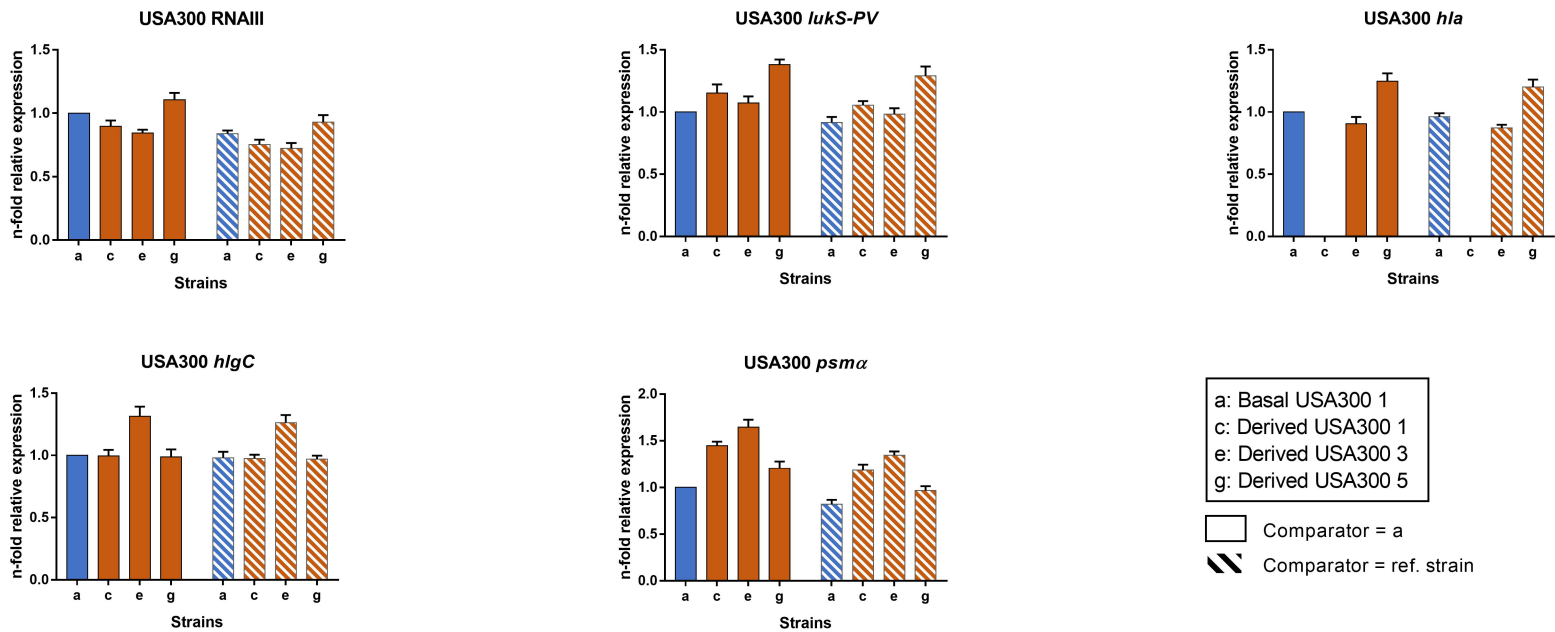 USA300 RNAIII
n-fold relative expression
1.5
1.0
0.5
0.0
a c e g a c e g
Strains
USA300 lukS-PV
n-fold relative expression
1.5
1.0
0.5
0.0
a c e g a c e g
Strains
USA300 hla
n-fold relative expression
1.5
1.0
0.5
0.0
a c e g a c e g
Strains
USA300 hlgC
n-fold relative expression
1.5
1.0
0.5
0.0
a c e g a c e g
Strains
USA300 psmα
n-fold relative expression
2.0
1.5
1.0
0.5
0.0
a c e g a c e g
Strains
a: Basal USA300 1
c: Derived USA300 1
e: Derived USA300 3
g: Derived USA300 5
Comparator = a
Comparator = ref. strain